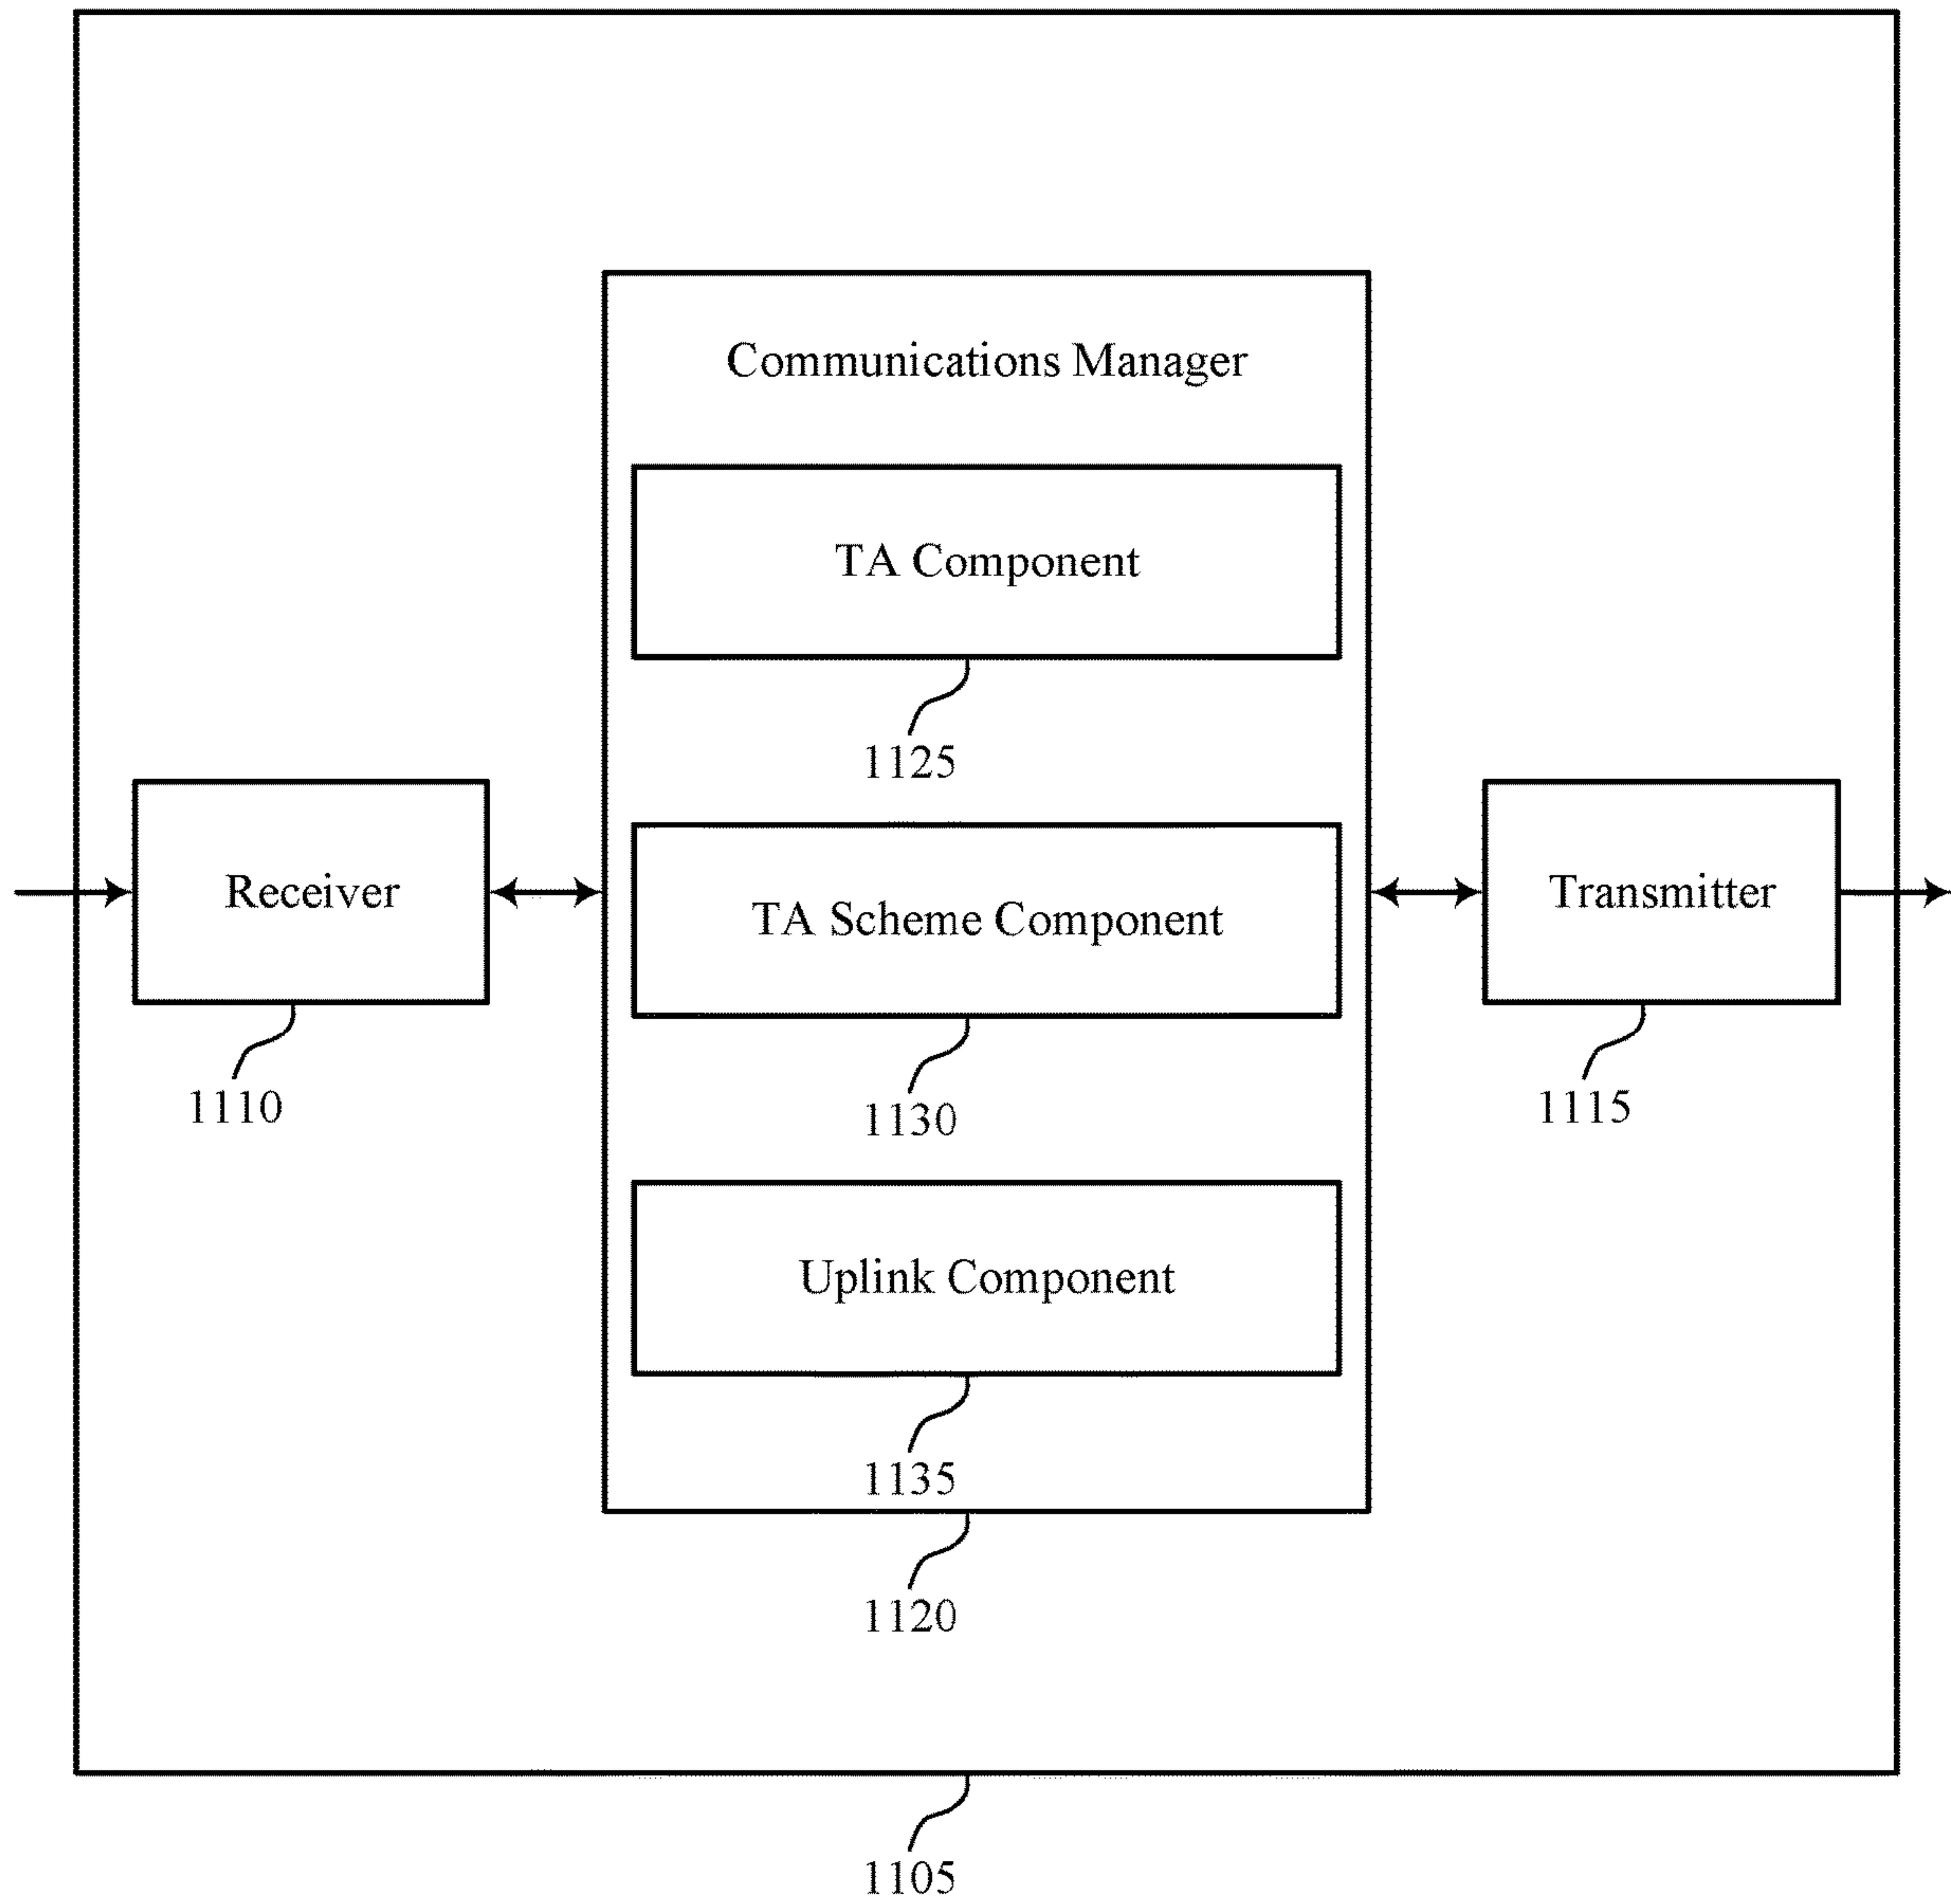 Communications Manager
TA Component
1125
Receiver
TA Scheme Component
Transmitter
1110
1130
1115
Uplink Component
1135
1120
1105